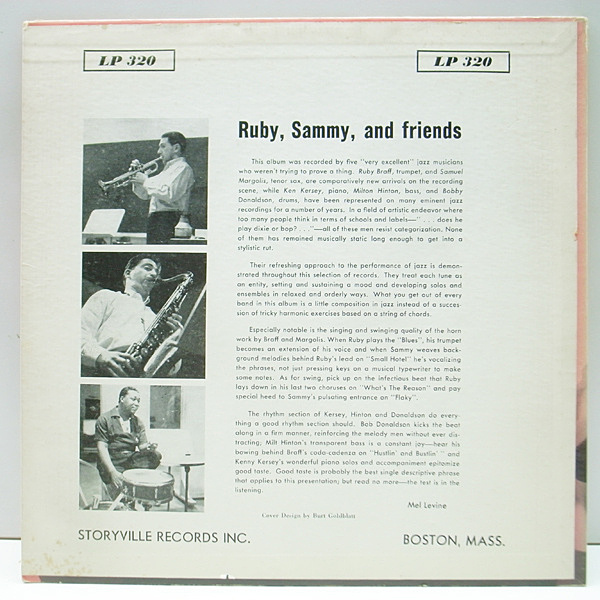 LP 320
LP 320
Ruby, Sammy, and friends
This album was recorded by five "very excellent" jazz musicians
who weren't trying to prove a thing. Ruby Braff, trumpet, and Samuel
Margolis, tenor sax, are comparatively new arrivals on the recording
scene, while Ken Kersey, piano, Milton Hinton, bass, and Bobby
Donaldson, drums, have been represented on many eminent jazz
recordings for a number of years. In a field of artistic endeavor where
too many people think in terms of schools and labels—" . . . does he
play dixie or bop? . . ."—all of these men resist categorization. None
of them has remained musically static long enough to get into a
stylistic rut.
Their refreshing approach to the performance of jazz is demon-
strated throughout this selection of records. They treat each tune as
an entity, setting and sustaining a mood and developing solos and
ensembles in relaxed and orderly ways. What you get out of every
band in this album is a little composition in jazz instead of a succes-
sion of tricky harmonic exercises based on a string of chords.
Especially notable is the singing and swinging quality of the horn
work by Braff and Margolis. When Ruby plays the "Blues", his trumpet
becomes an extension of his voice and when Sammy weaves back-
ground melodies behind Ruby's lead on "Small Hotel" he's vocalizing
the phrases, not just pressing keys on a musical typewriter to make
some notes. As for swing, pick up on the infectious beat that Ruby
lays down in his last two choruses on "What's The Reason" and pay
special heed to Sammy's pulsating entrance on "Flaky".
The rhythm section of Kersey, Hinton and Donaldson do every-
thing a good rhythm section should. Bob Donaldson kicks the beat
along in a firm manner, reinforcing the melody men without ever dis-
tracting; Milt Hinton's transparent bass is a constant joy—hear his
bowing behind Braff's coda-cadenza on "Hustlin' and Bustlin' " and
Kenny Kersey's wonderful piano solos and accompaniment epitomize
good taste. Good taste is probably the best single descriptive phrase
that applies to this presentation; but read no more—the test is in the
listening.
Mel Levine
Cover Design by Burt Goldblatt
STORYVILLE RECORDS INC. BOSTON, MASS.